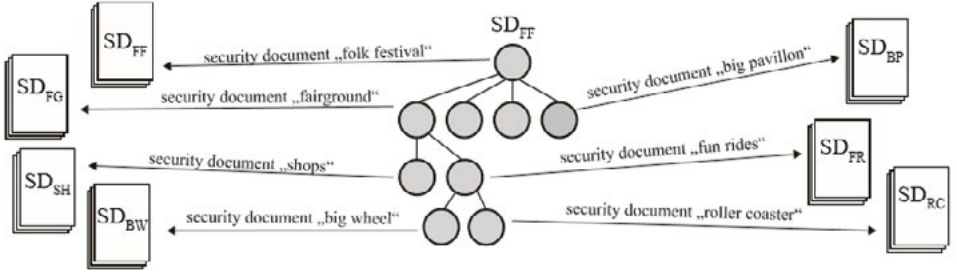 SD_FF
SD_FF
security document „folk festival“
SD_BP
security document „big pavillon“
SD_FG
security document „fairground“
SD_FR
security document „fun rides“
SD_SH
security document „shops“
SD_RC
security document „roller coaster“
SD_BW
security document „big wheel“